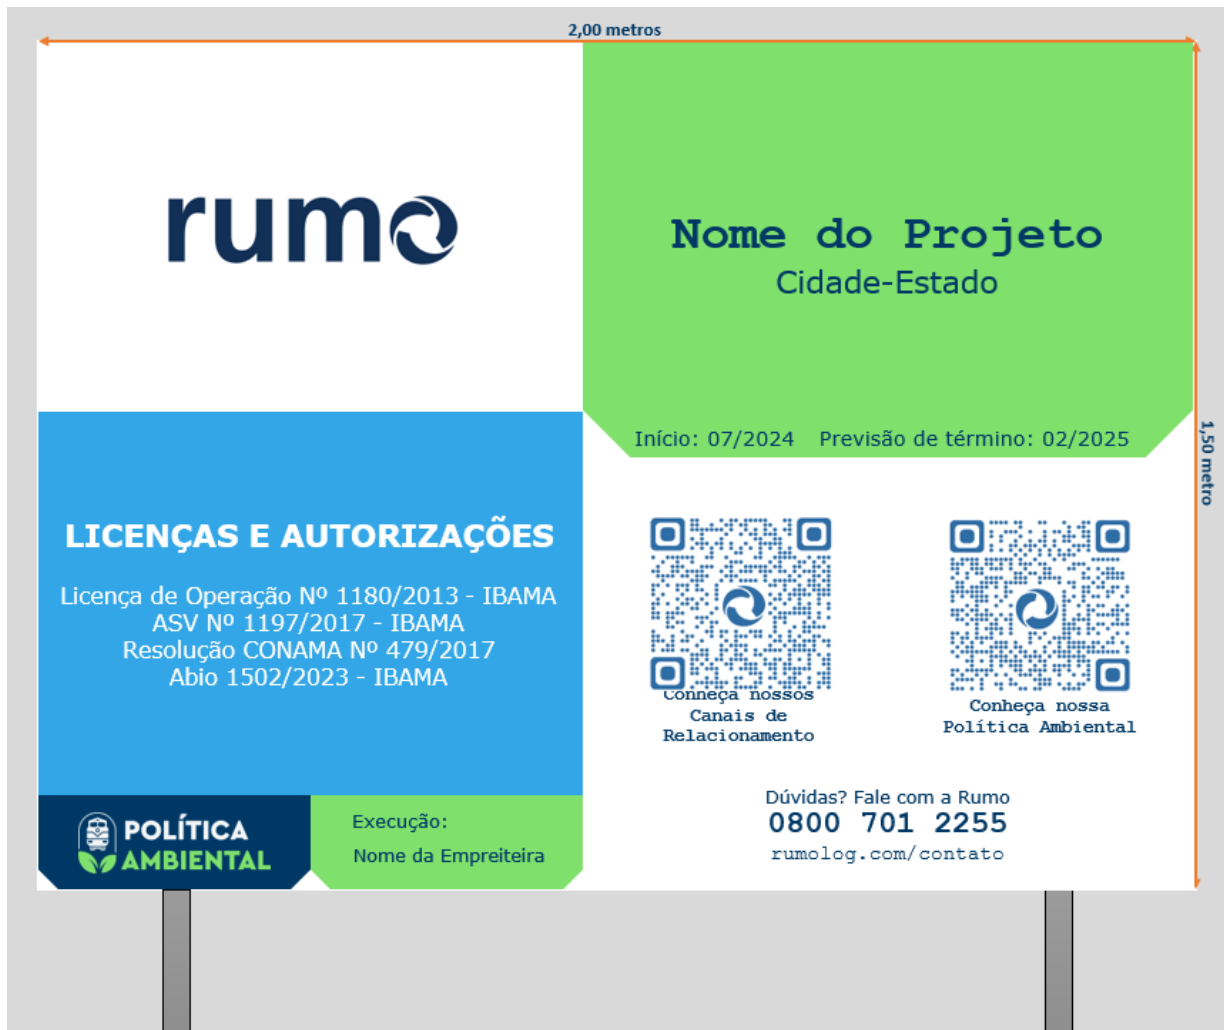 2,00 metros
rumo
Nome do Projeto
Cidade-Estado
Início: 07/2024 Previsão de término: 02/2025
1,50 metro
LICENÇAS E AUTORIZAÇÕES
Licença de Operação Nº 1180/2013 - IBAMA
ASV Nº 1197/2017 - IBAMA
Resolução CONAMA Nº 479/2017
Abio 1502/2023 - IBAMA
Conheça nossos
Canais de
Relacionamento
Conheça nossa
Política Ambiental
POLÍTICA
AMBIENTAL
Execução:
Nome da Empreiteira
Dúvidas? Fale com a Rumo
0800 701 2255
rumolog.com/contato